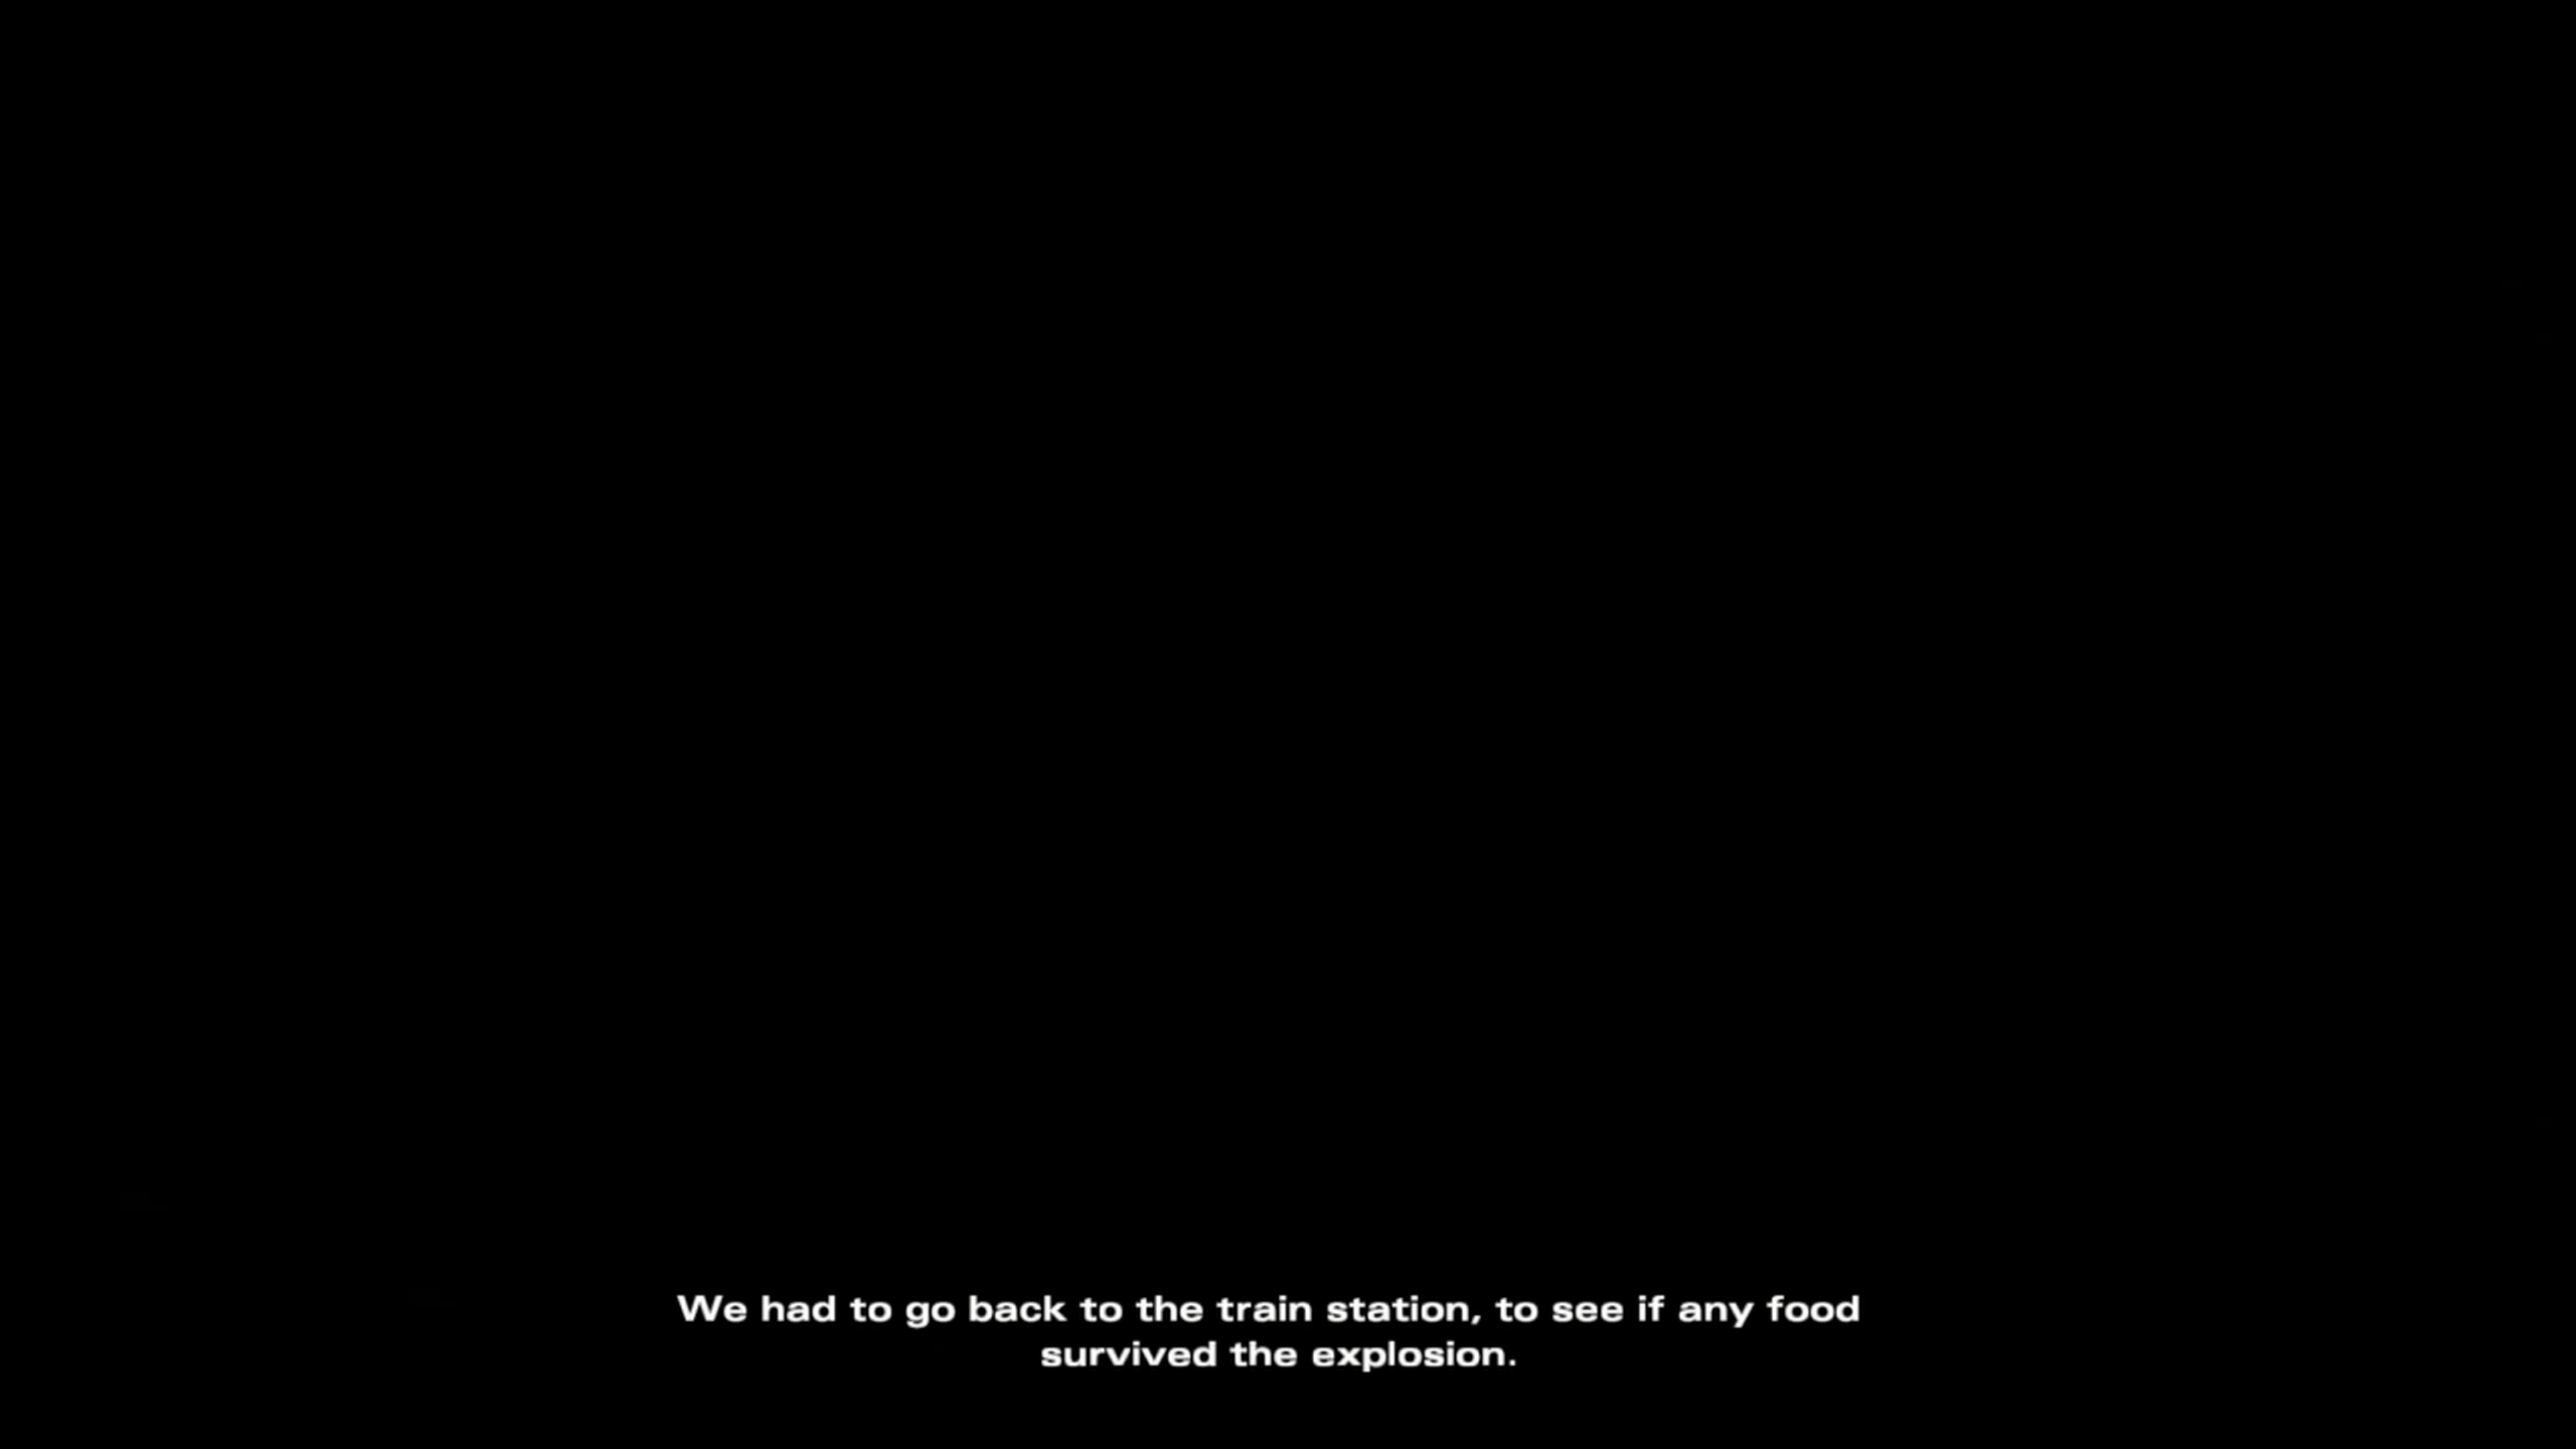 We had to go back to the train station, to see if any food
survived the explosion.